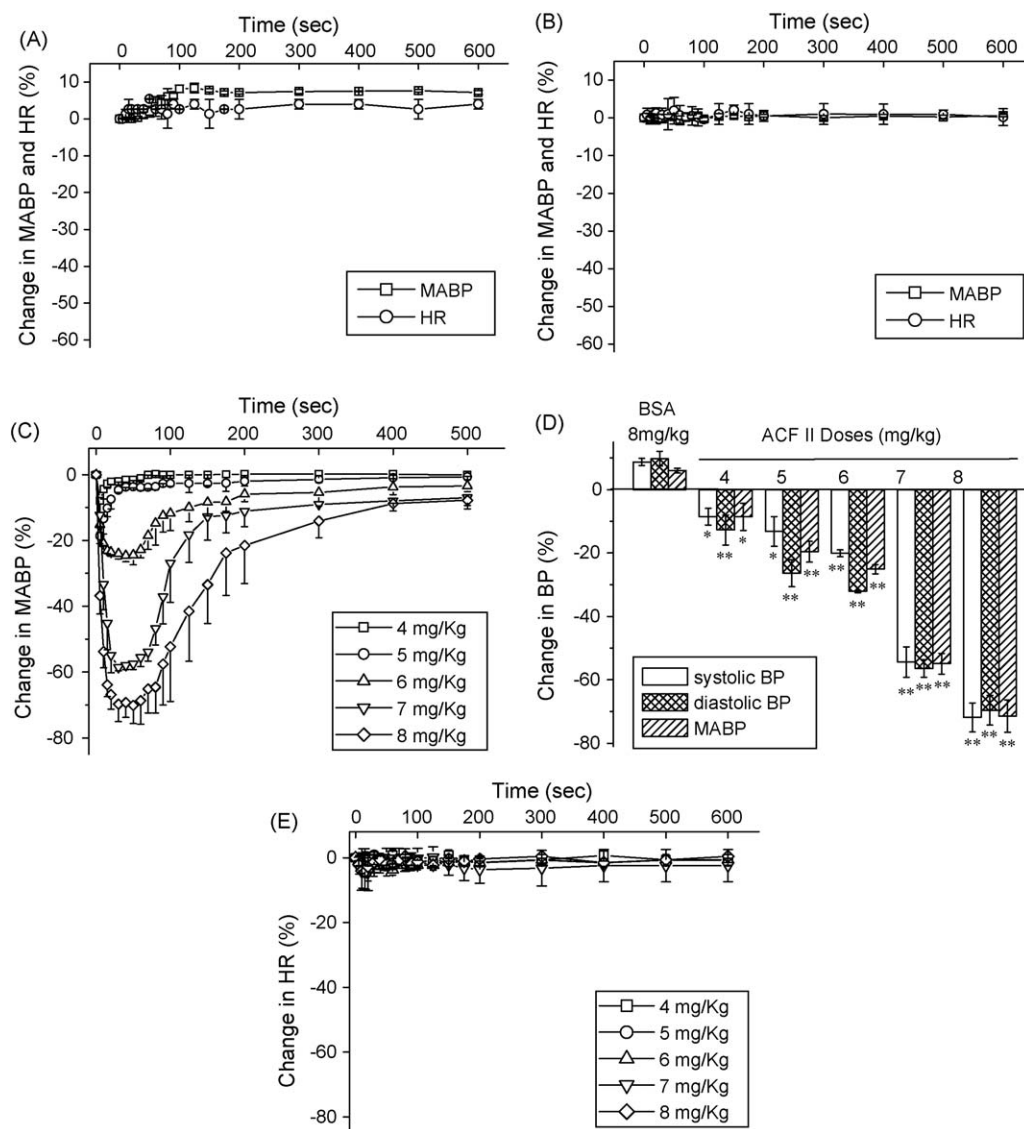 (A)
Time (sec)
0 100 200 300 400 500 600
Change in MABP and HR (%)
10
0
-10
-20
-30
-40
-50
-60
MABP
HR
(B)
Time (sec)
0 100 200 300 400 500 600
Change in MABP and HR (%)
10
0
-10
-20
-30
-40
-50
-60
MABP
HR
(C)
Time (sec)
0 100 200 300 400 500
Change in MABP (%)
0
-20
-40
-60
-80
4 mg/Kg
5 mg/Kg
6 mg/Kg
7 mg/Kg
8 mg/Kg
(D)
BSA
8mg/kg
ACF II Doses (mg/kg)
4 5 6 7 8
Change in BP (%)
0
-20
-40
-60
-80
* ** *
* ** **
** ** **
** ** **
** ** **
systolic BP
diastolic BP
MABP
(E)
Time (sec)
0 100 200 300 400 500 600
Change in HR (%)
0
-20
-40
-60
-80
4 mg/Kg
5 mg/Kg
6 mg/Kg
7 mg/Kg
8 mg/Kg